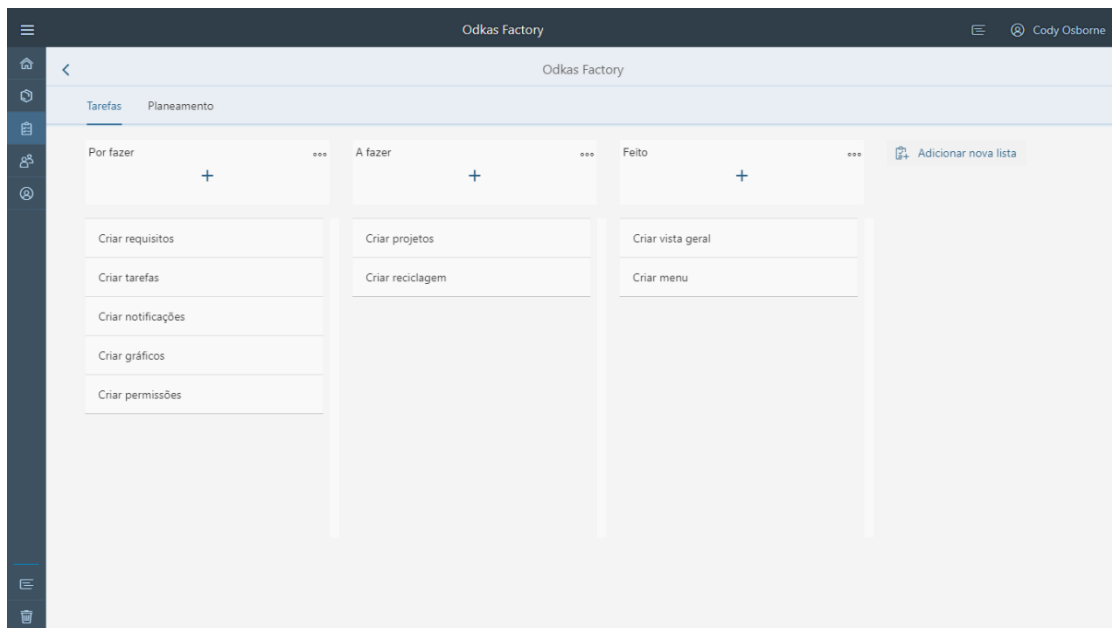 Odkas Factory
Cody Osborne
Odkas Factory
Tarefas Planeamento
Por fazer
A fazer
Feito
Adicionar nova lista
Criar requisitos
Criar tarefas
Criar notificações
Criar gráficos
Criar permissões
Criar projetos
Criar reciclagem
Criar vista geral
Criar menu